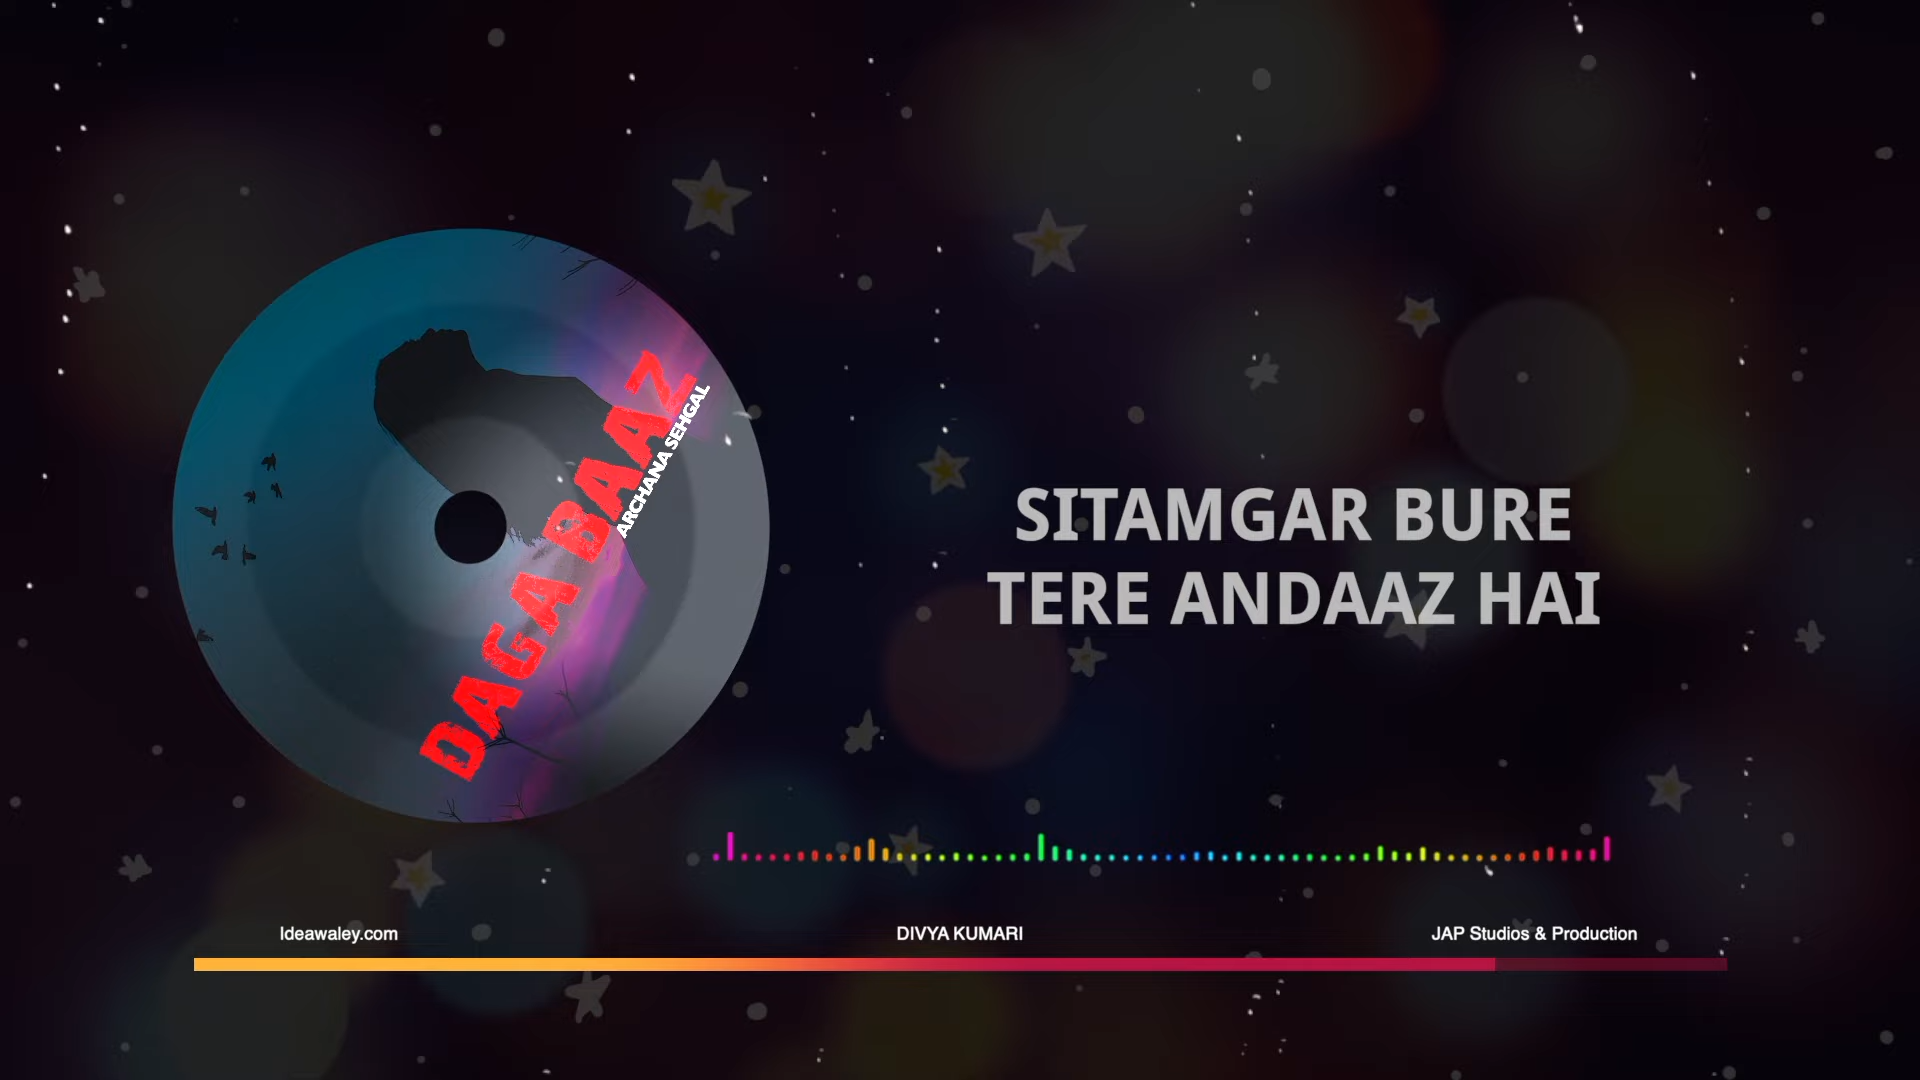 DAGA BAAZ
ARCHANA SEHGAL
SITAMGAR BURE
TERE ANDAAZ HAI
Ideawaley.com
DIVYA KUMARI
JAP Studios & Production